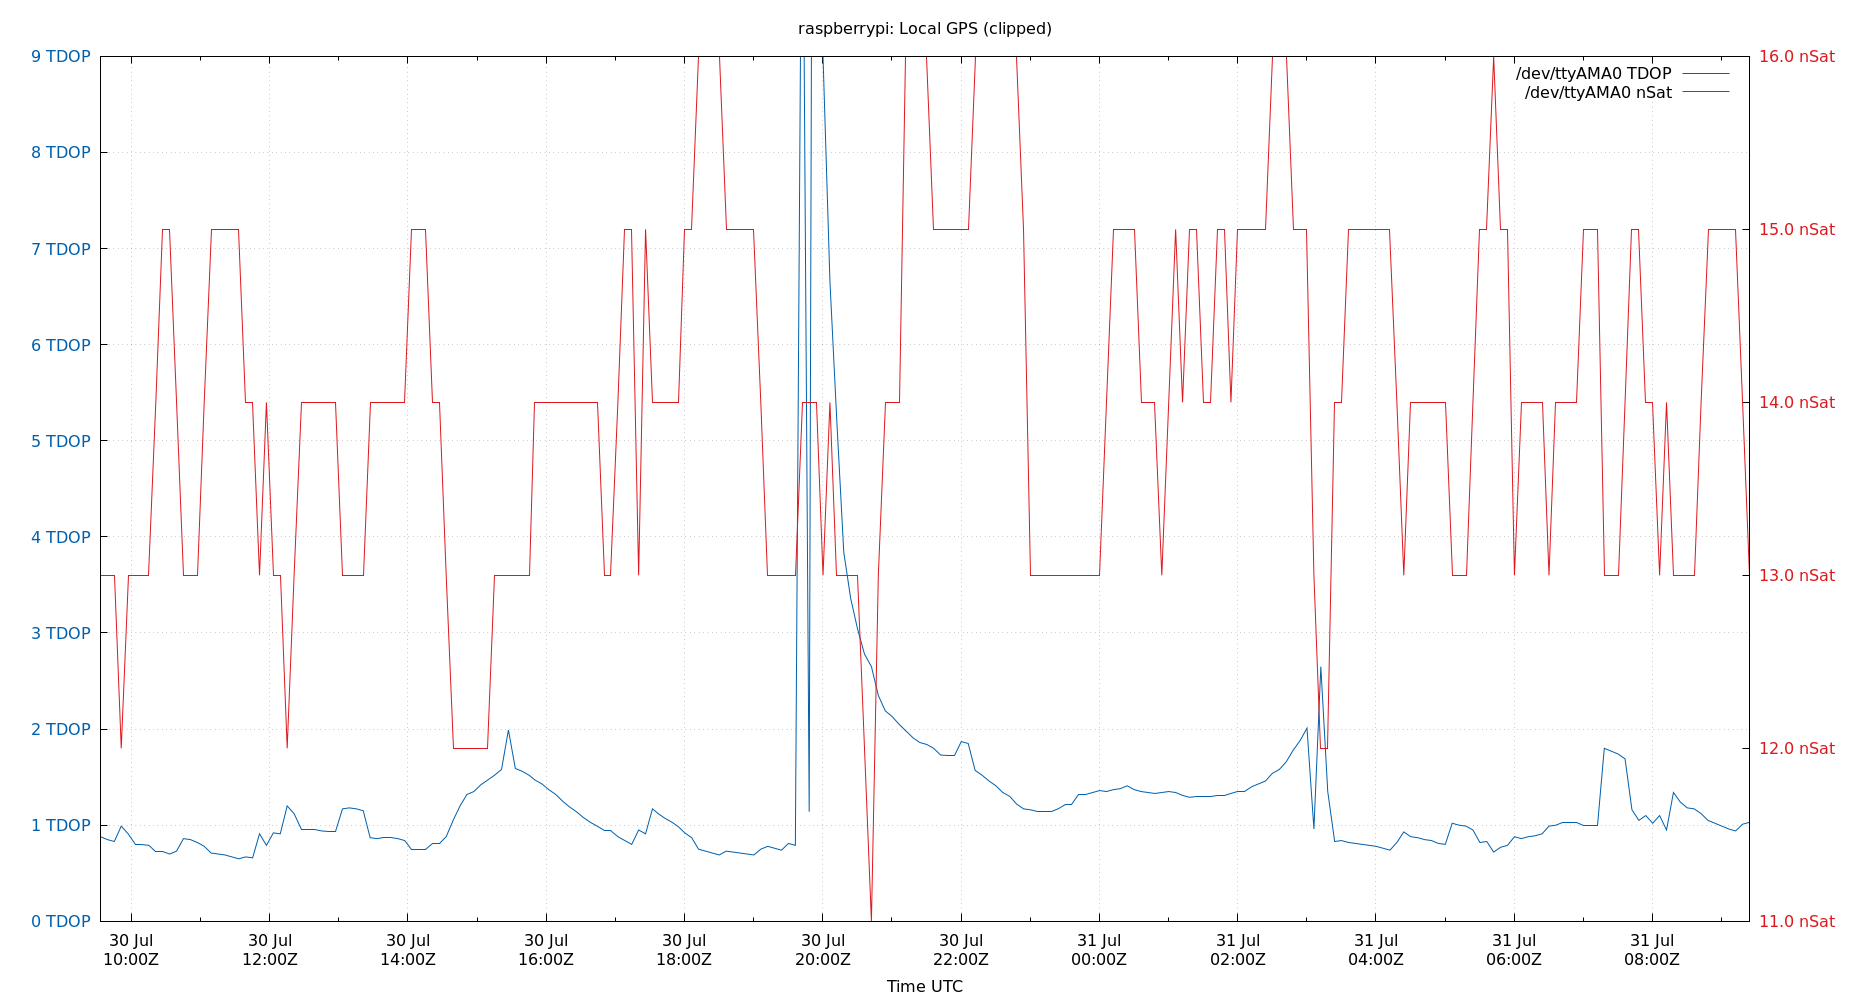 raspberrypi: Local GPS (clipped)
9 TDOP
8 TDOP
7 TDOP
6 TDOP
5 TDOP
4 TDOP
3 TDOP
2 TDOP
1 TDOP
0 TDOP
16.0 nSat
15.0 nSat
14.0 nSat
13.0 nSat
12.0 nSat
11.0 nSat
/dev/ttyAMA0 TDOP
/dev/ttyAMA0 nSat
30 Jul
10:00Z
30 Jul
12:00Z
30 Jul
14:00Z
30 Jul
16:00Z
30 Jul
18:00Z
30 Jul
20:00Z
30 Jul
22:00Z
31 Jul
00:00Z
31 Jul
02:00Z
31 Jul
04:00Z
31 Jul
06:00Z
31 Jul
08:00Z
Time UTC